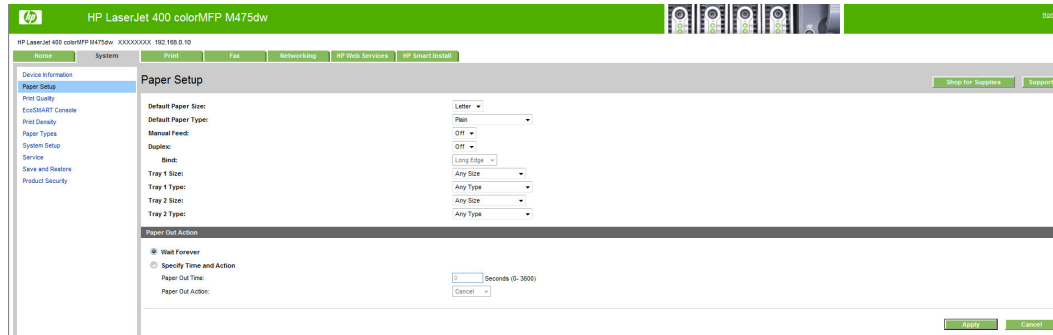 hp
HP LaserJet 400 colorMFP M475dw
HP LaserJet 400 colorMFP M475dw XXXXXXXX 192.168.0.10
Home System Print Fax Networking HP Web Services HP Smart Install
Device Information
Paper Setup
Print Quality
EcoSMART Console
Print Density
Paper Types
System Setup
Service
Save and Restore
Product Security
Paper Setup
Shop for Supplies Support
Default Paper Size: Letter
Default Paper Type: Plain
Manual Feed: Off
Duplex: Off
Bind: Long Edge
Tray 1 Size: Any Size
Tray 1 Type: Any Type
Tray 2 Size: Any Size
Tray 2 Type: Any Type
Paper Out Action
Wait Forever
Specify Time and Action
Paper Out Time: 0 Seconds (0- 3600)
Paper Out Action: Cancel
Apply Cancel